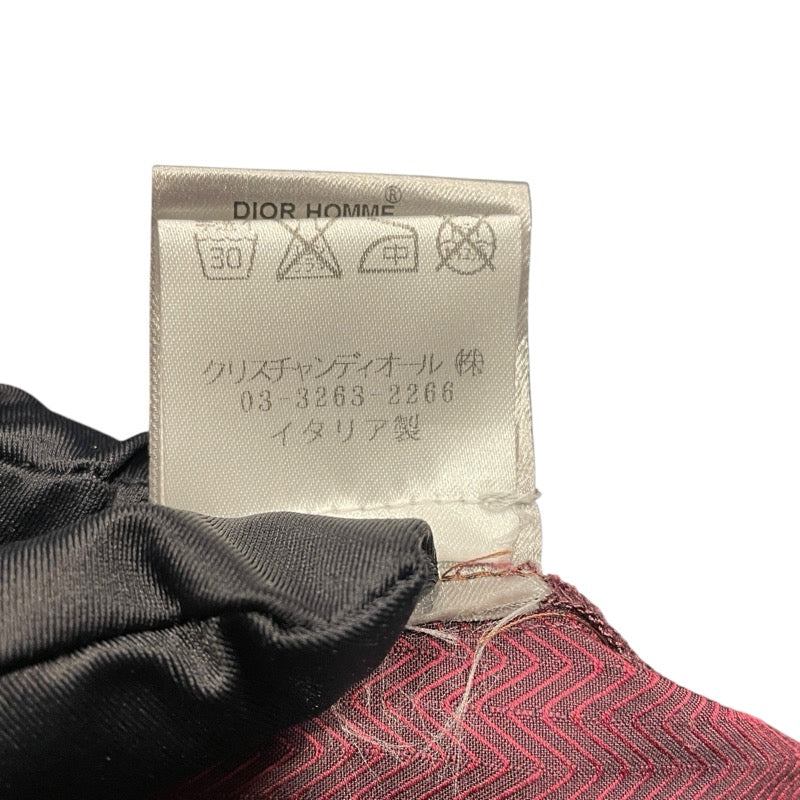 DIOR HOMME®
30
中
クリスチャンディオール ㈱
03-3263-2266
イタリア製